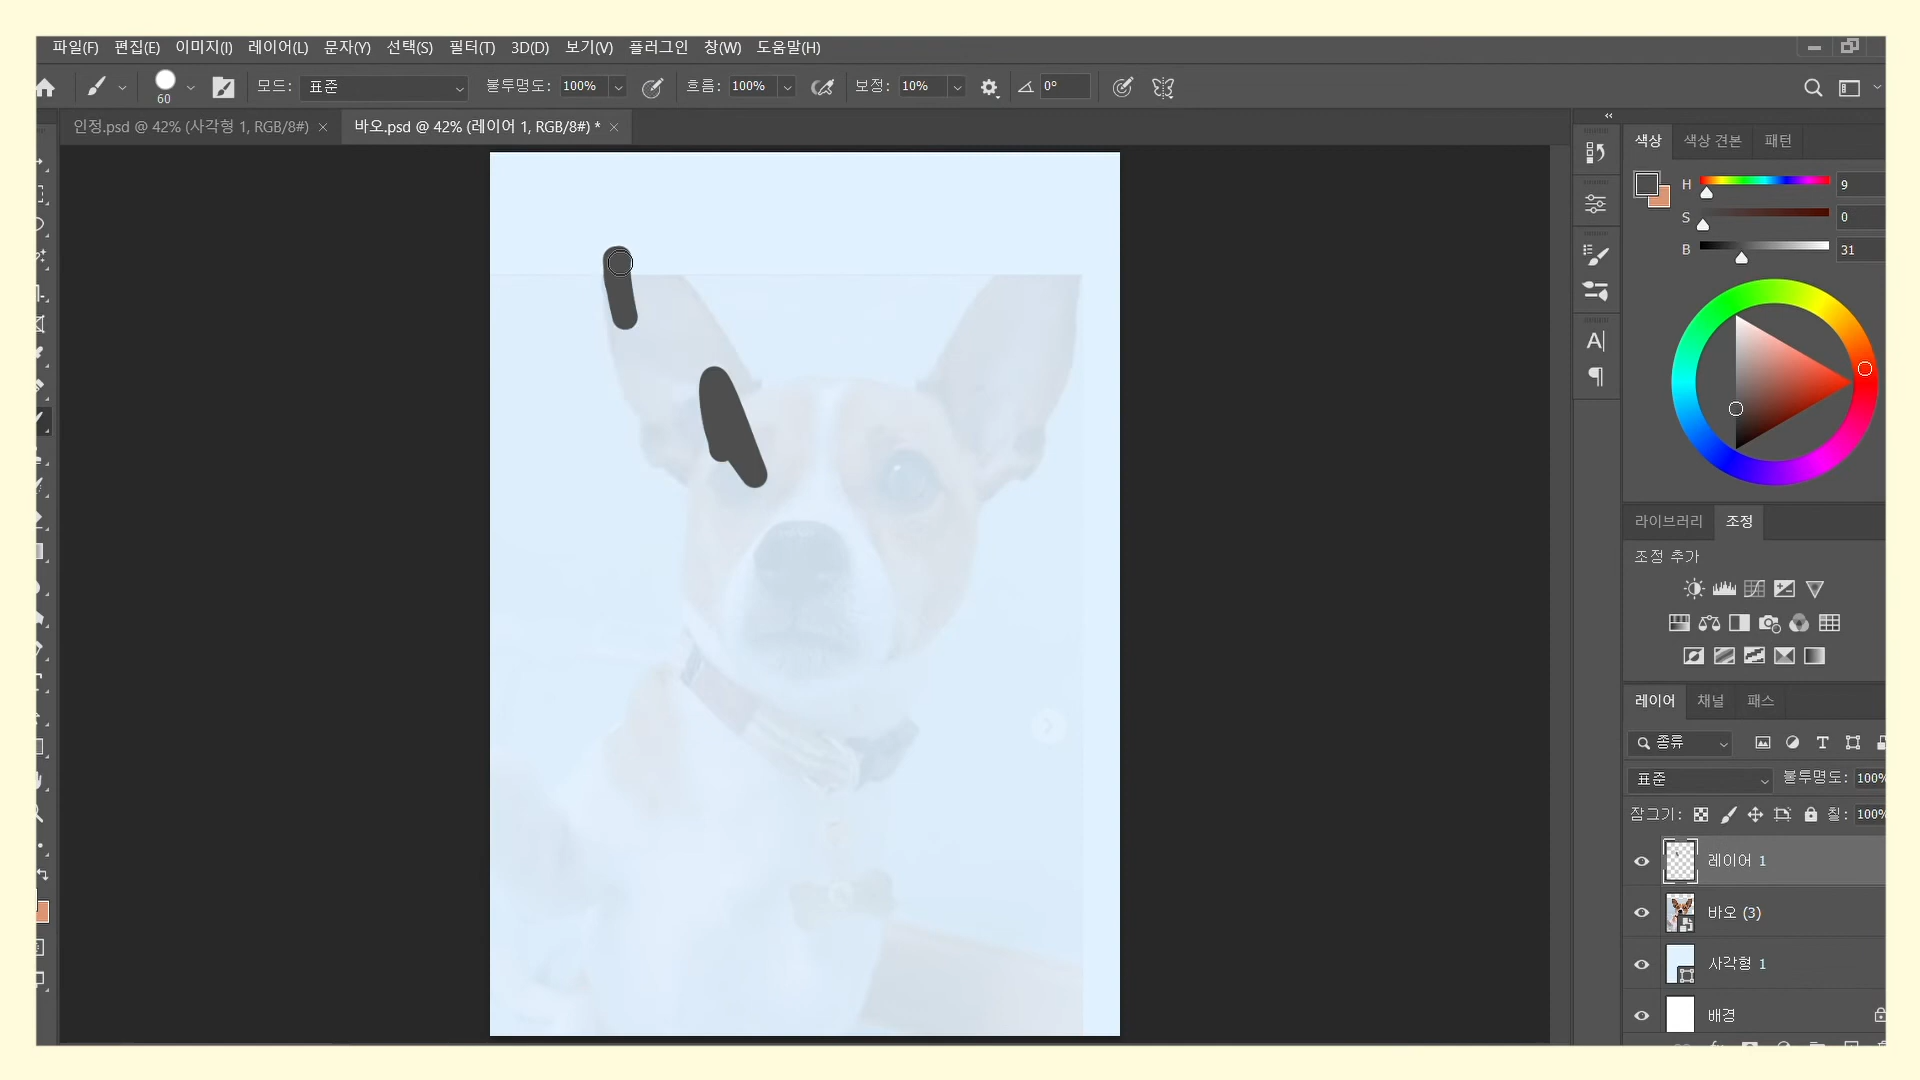 파일(F) 편집(E) 이미지(I) 레이어(L) 문자(Y) 선택(S) 필터(T) 3D(D) 보기(V) 플러그인 창(W) 도움말(H)
60 모드: 표준 불투명도: 100% 흐름: 100% 보정: 10% 0°
인정.psd @ 42% (사각형 1, RGB/8#) × 바오.psd @ 42% (레이어 1, RGB/8#) * ×
색상 색상 견본 패턴
H 9
S 0
B 31
라이브러리 조정
조정 추가
레이어 채널 패스
종류
표준 불투명도: 100%
잠그기: 칠: 100%
레이어 1
바오 (3)
사각형 1
배경